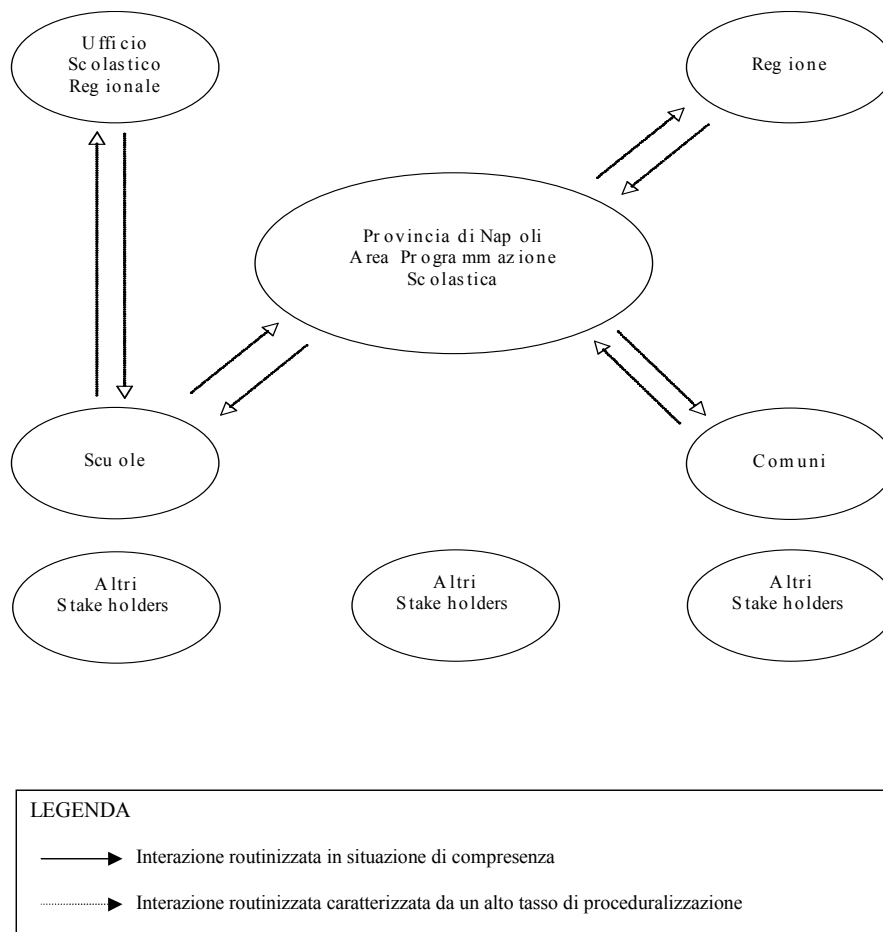 Ufficio
Scolastico
Regionale
Regione
Provincia di Napoli
Area Programmazione
Scolastica
Scuole
Comuni
Altri
Stake holders
Altri
Stake holders
Altri
Stake holders
LEGENDA
Interazione routinizzata in situazione di compresenza
Interazione routinizzata caratterizzata da un alto tasso di proceduralizzazione